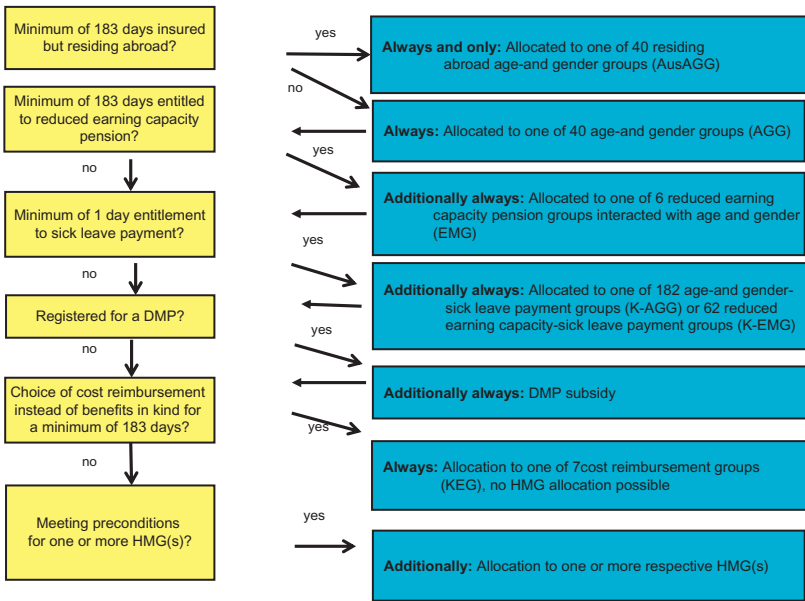 Minimum of 183 days insured
but residing abroad?
yes
Always and only: Allocated to one of 40 residing
abroad age-and gender groups (AusAGG)
no
Minimum of 183 days entitled
to reduced earning capacity
pension?
Always: Allocated to one of 40 age-and gender groups (AGG)
yes
no
Minimum of 1 day entitlement
to sick leave payment?
Additionally always: Allocated to one of 6 reduced earning
capacity pension groups interacted with age and gender
(EMG)
yes
no
Registered for a DMP?
Additionally always: Allocated to one of 182 age-and gender-
sick leave payment groups (K-AGG) or 62 reduced
earning capacity-sick leave payment groups (K-EMG)
yes
no
Choice of cost reimbursement
instead of benefits in kind for
a minimum of 183 days?
Additionally always: DMP subsidy
yes
no
Always: Allocation to one of 7cost reimbursement groups
(KEG), no HMG allocation possible
Meeting preconditions
for one or more HMG(s)?
yes
Additionally: Allocation to one or more respective HMG(s)